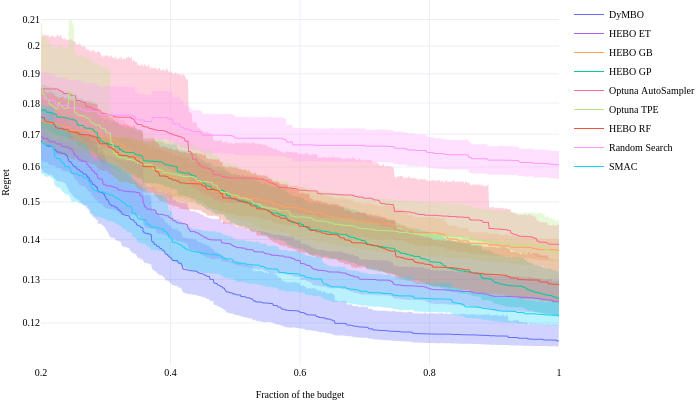 0.21
0.2
0.19
0.18
0.17
0.16
0.15
0.14
0.13
0.12
Regret
0.2
0.4
0.6
0.8
1
Fraction of the budget
DyMBO
HEBO ET
HEBO GB
HEBO GP
Optuna AutoSampler
Optuna TPE
HEBO RF
Random Search
SMAC